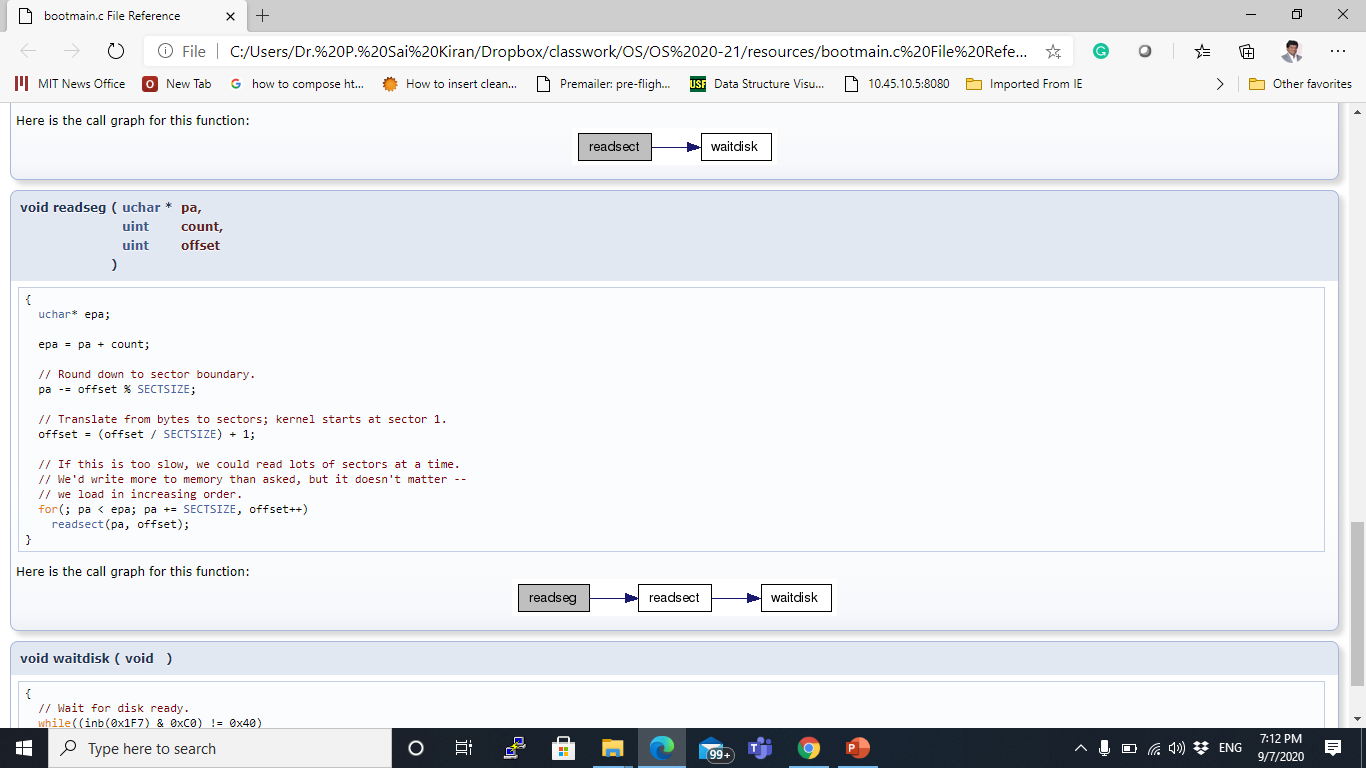 bootmain.c File Reference
File
C:/Users/Dr.%20P.%20Sai%20Kiran/Dropbox/classwork/OS/OS%2020-21/resources/bootmain.c%20File%20Refe...
MIT News Office
New Tab
G how to compose ht...
How to insert clean...
Premailer: pre-fligh...
USF Data Structure Visu...
10.45.10.5:8080
Imported From IE
Other favorites
Here is the call graph for this function:
readsect waitdisk
void readseg ( uchar * pa,
uint count,
uint offset
)
{
uchar* epa;
epa = pa + count;
// Round down to sector boundary.
pa -= offset % SECTSIZE;
// Translate from bytes to sectors; kernel starts at sector 1.
offset = (offset / SECTSIZE) + 1;
// If this is too slow, we could read lots of sectors at a time.
// We'd write more to memory than asked, but it doesn't matter --
// we load in increasing order.
for(; pa < epa; pa += SECTSIZE, offset++)
readsect(pa, offset);
}
Here is the call graph for this function:
readseg readsect waitdisk
void waitdisk ( void )
{
// Wait for disk ready.
while((inb(0x1F7) & 0xC0) != 0x40)
Type here to search
99+
ENG
7:12 PM
9/7/2020